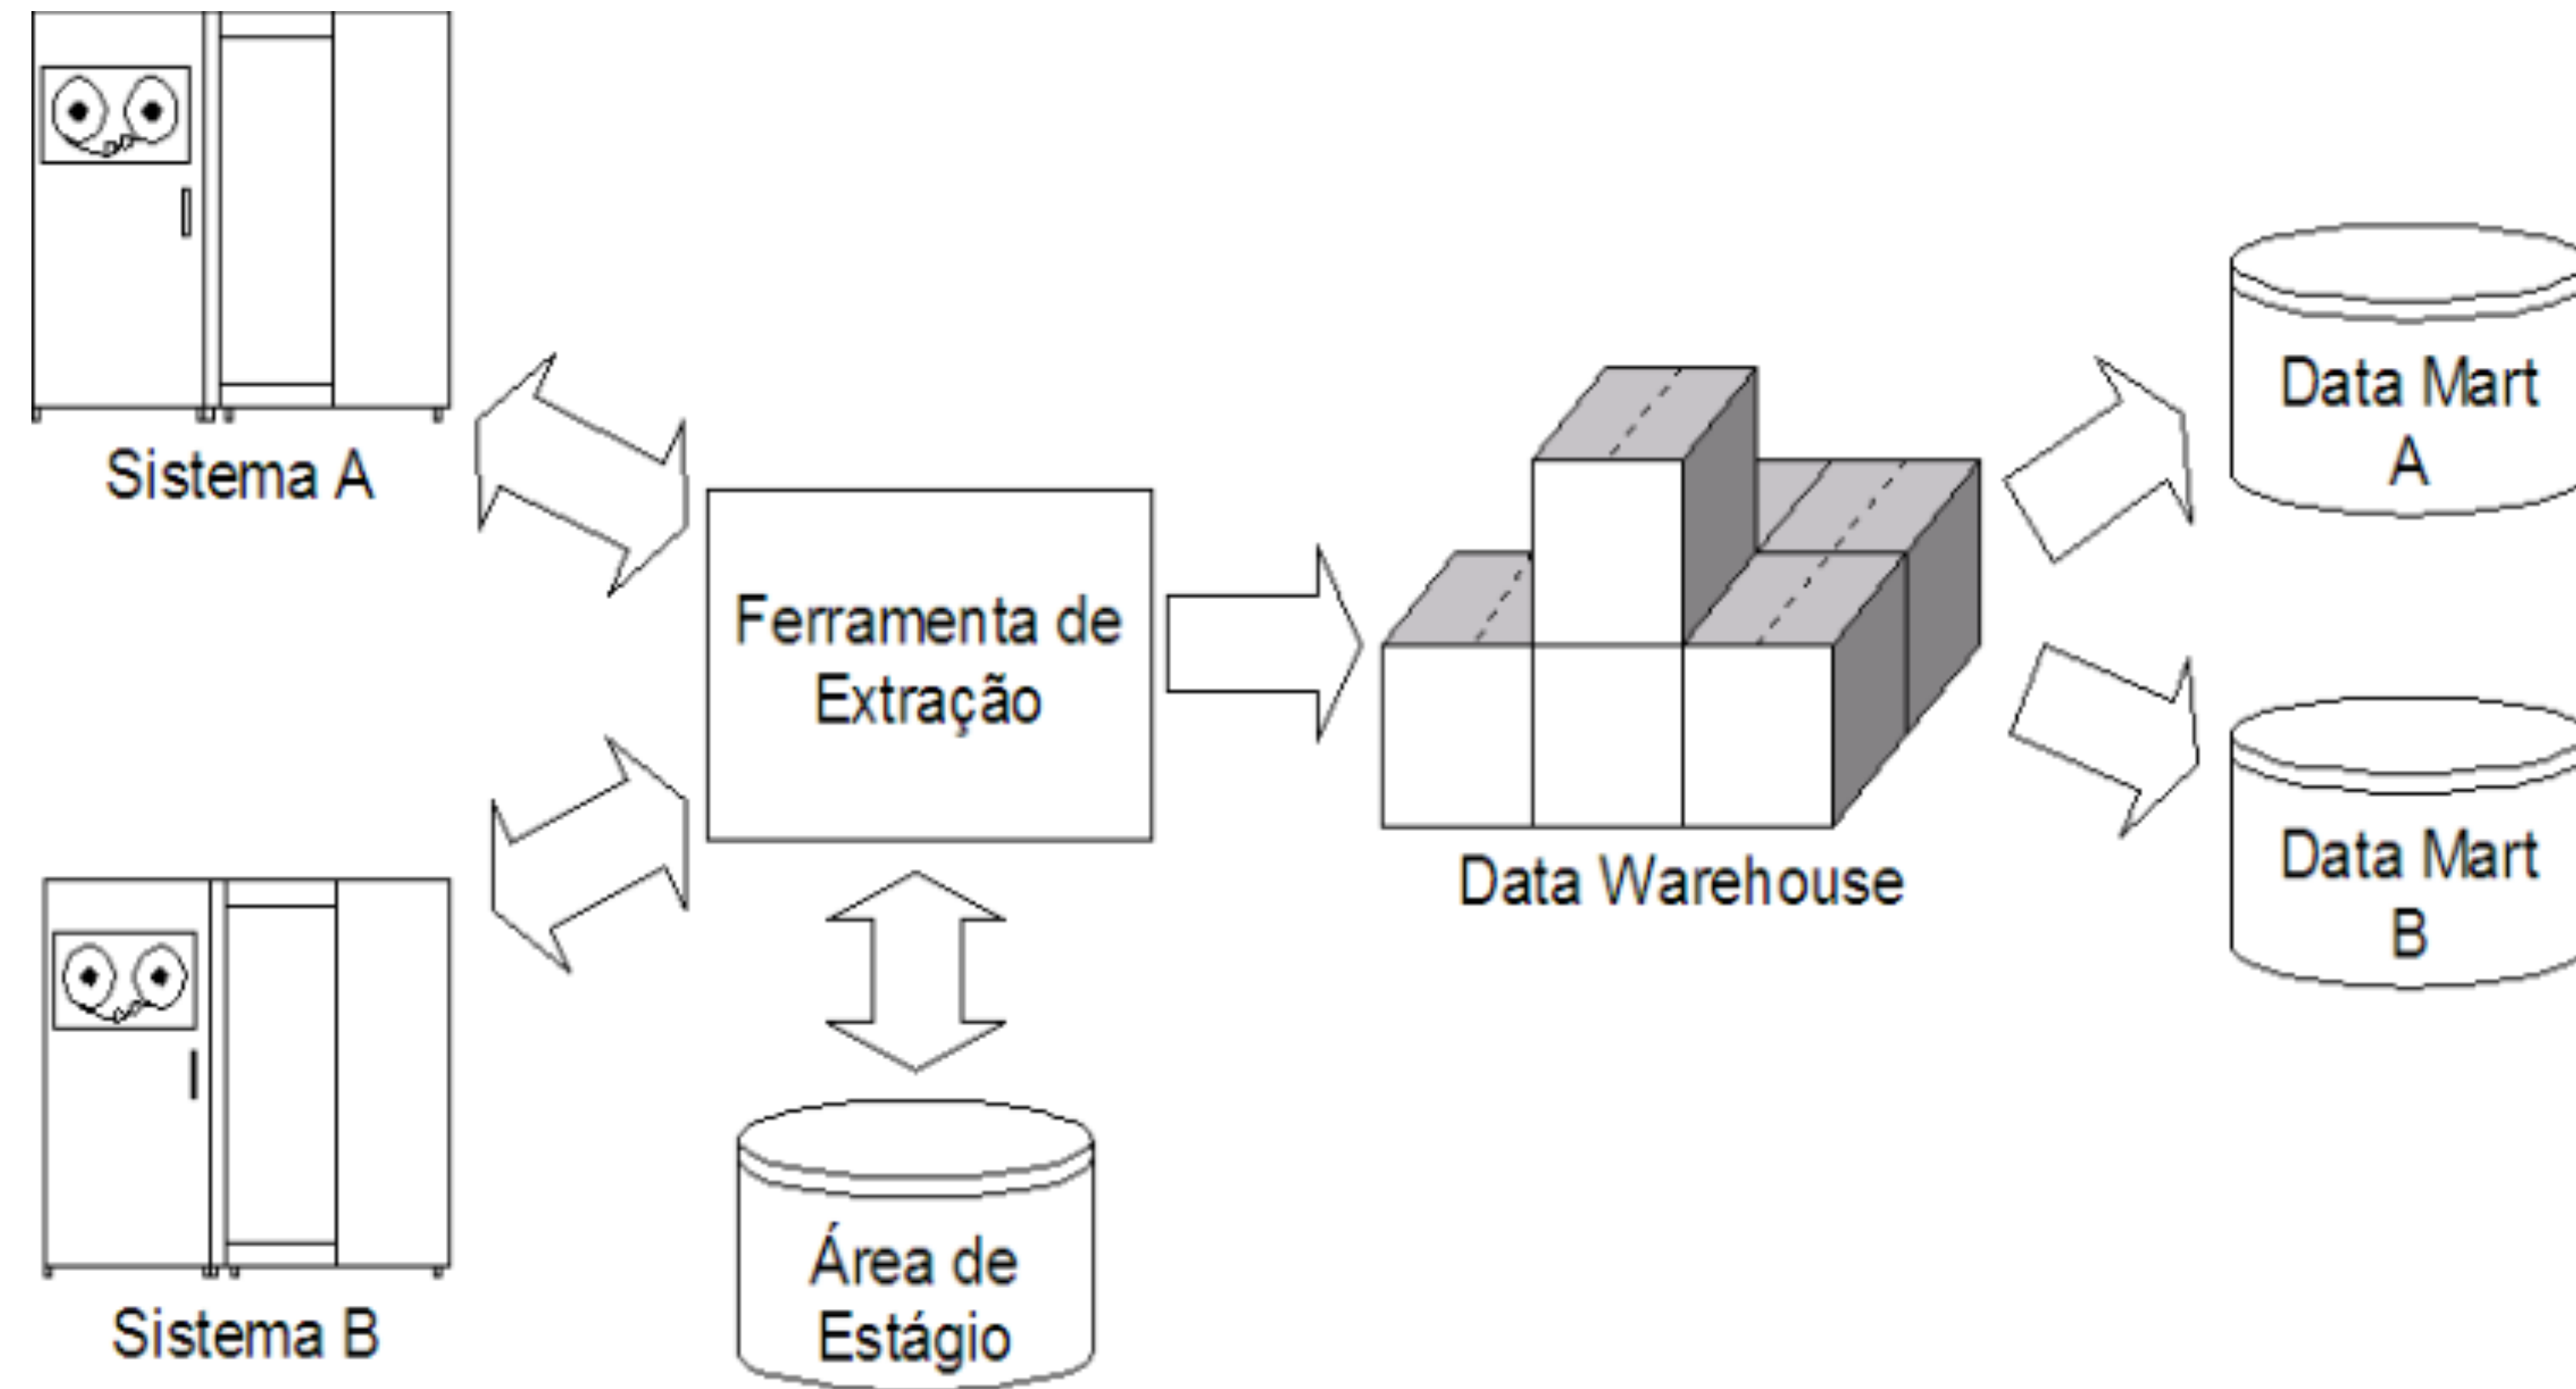 Sistema A
Ferramenta de
Extração
Sistema B
Área de
Estágio
Data Warehouse
Data Mart
A
Data Mart
B